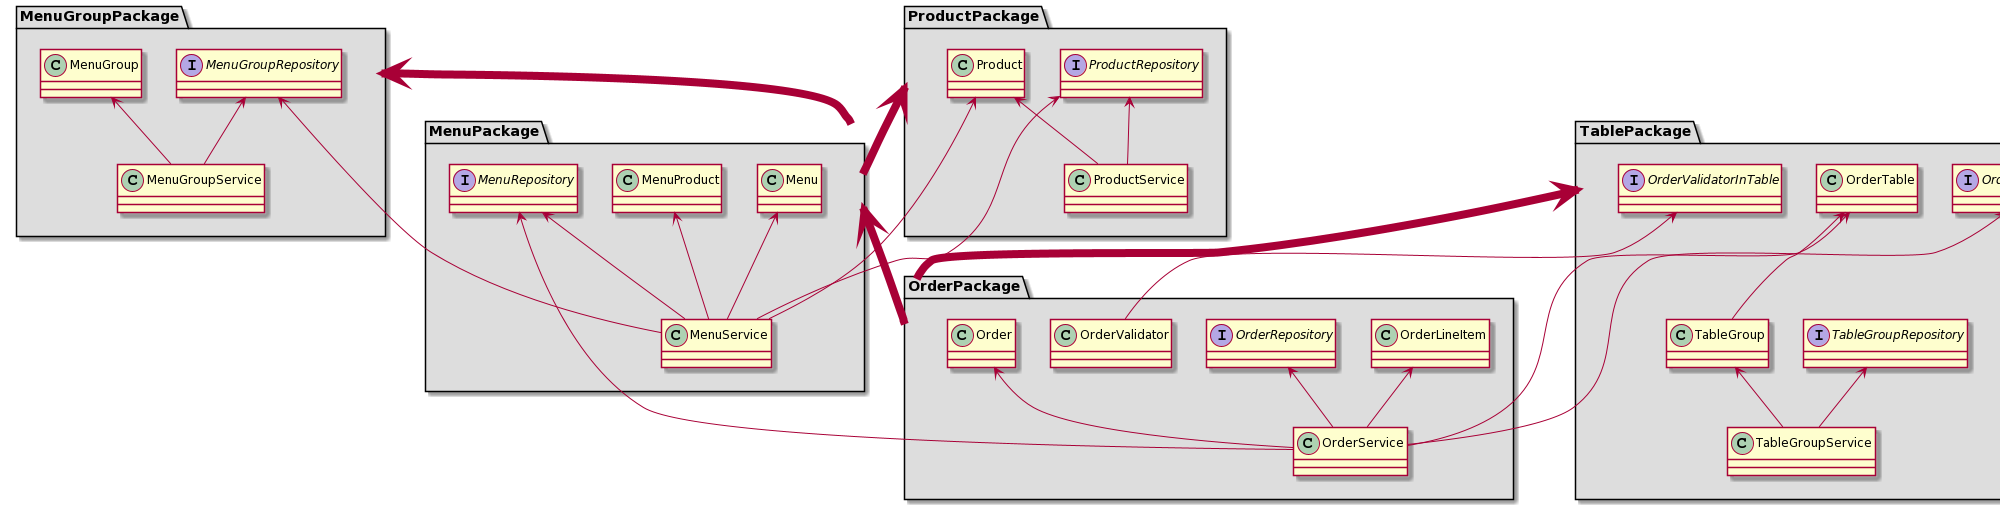 MenuGroupPackage
C MenuGroup
I MenuGroupRepository
C MenuGroupService
MenuPackage
I MenuRepository
C MenuProduct
C Menu
C MenuService
ProductPackage
C Product
I ProductRepository
C ProductService
OrderPackage
C Order
C OrderValidator
I OrderRepository
C OrderLineItem
C OrderService
TablePackage
I OrderValidatorInTable
C OrderTable
I
C TableGroup
I TableGroupRepository
C TableGroupService